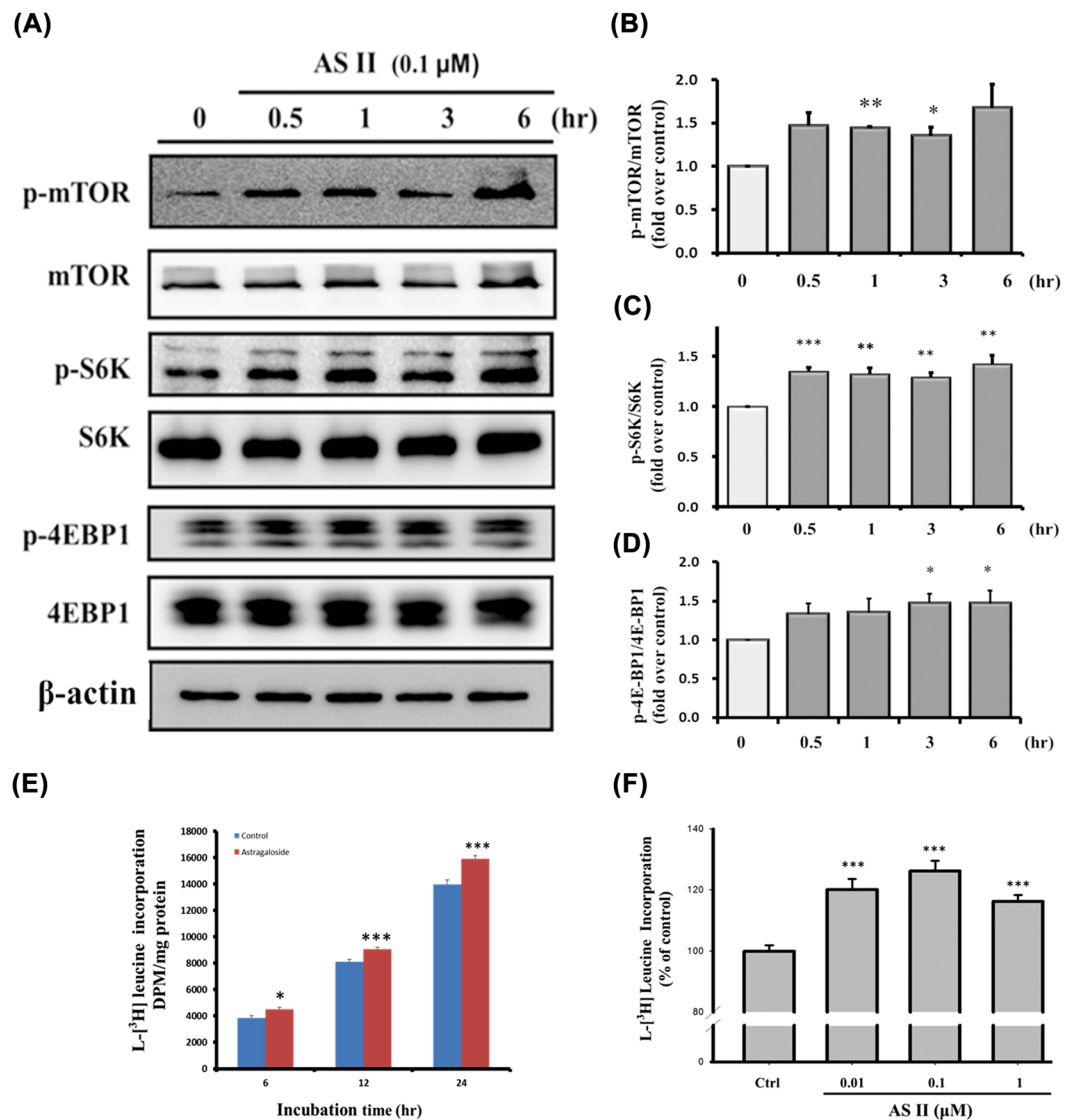 (A)
AS II (0.1 µM)
0 0.5 1 3 6 (hr)
p-mTOR
mTOR
p-S6K
S6K
p-4EBP1
4EBP1
β-actin
(B)
p-mTOR/mTOR
(fold over control)
2.0
1.5
1.0
0.5
0.0
** *
0 0.5 1 3 6 (hr)
(C)
p-S6K/S6K
(fold over control)
1.5
1.0
0.5
0.0
*** ** ** **
0 0.5 1 3 6 (hr)
(D)
p-4E-BP1/4E-BP1
(fold over control)
2.0
1.5
1.0
0.5
0.0
* *
0 0.5 1 3 6 (hr)
(E)
L-[³H] leucine incorporation
DPM/mg protein
18000
16000
14000
12000
10000
8000
6000
4000
2000
0
Control
Astragaloside
* *** ***
6 12 24
Incubation time (hr)
(F)
L-[³H] Leucine Incorporation
(% of control)
140
120
100
80
0
*** *** ***
Ctrl 0.01 0.1 1
AS II (µM)